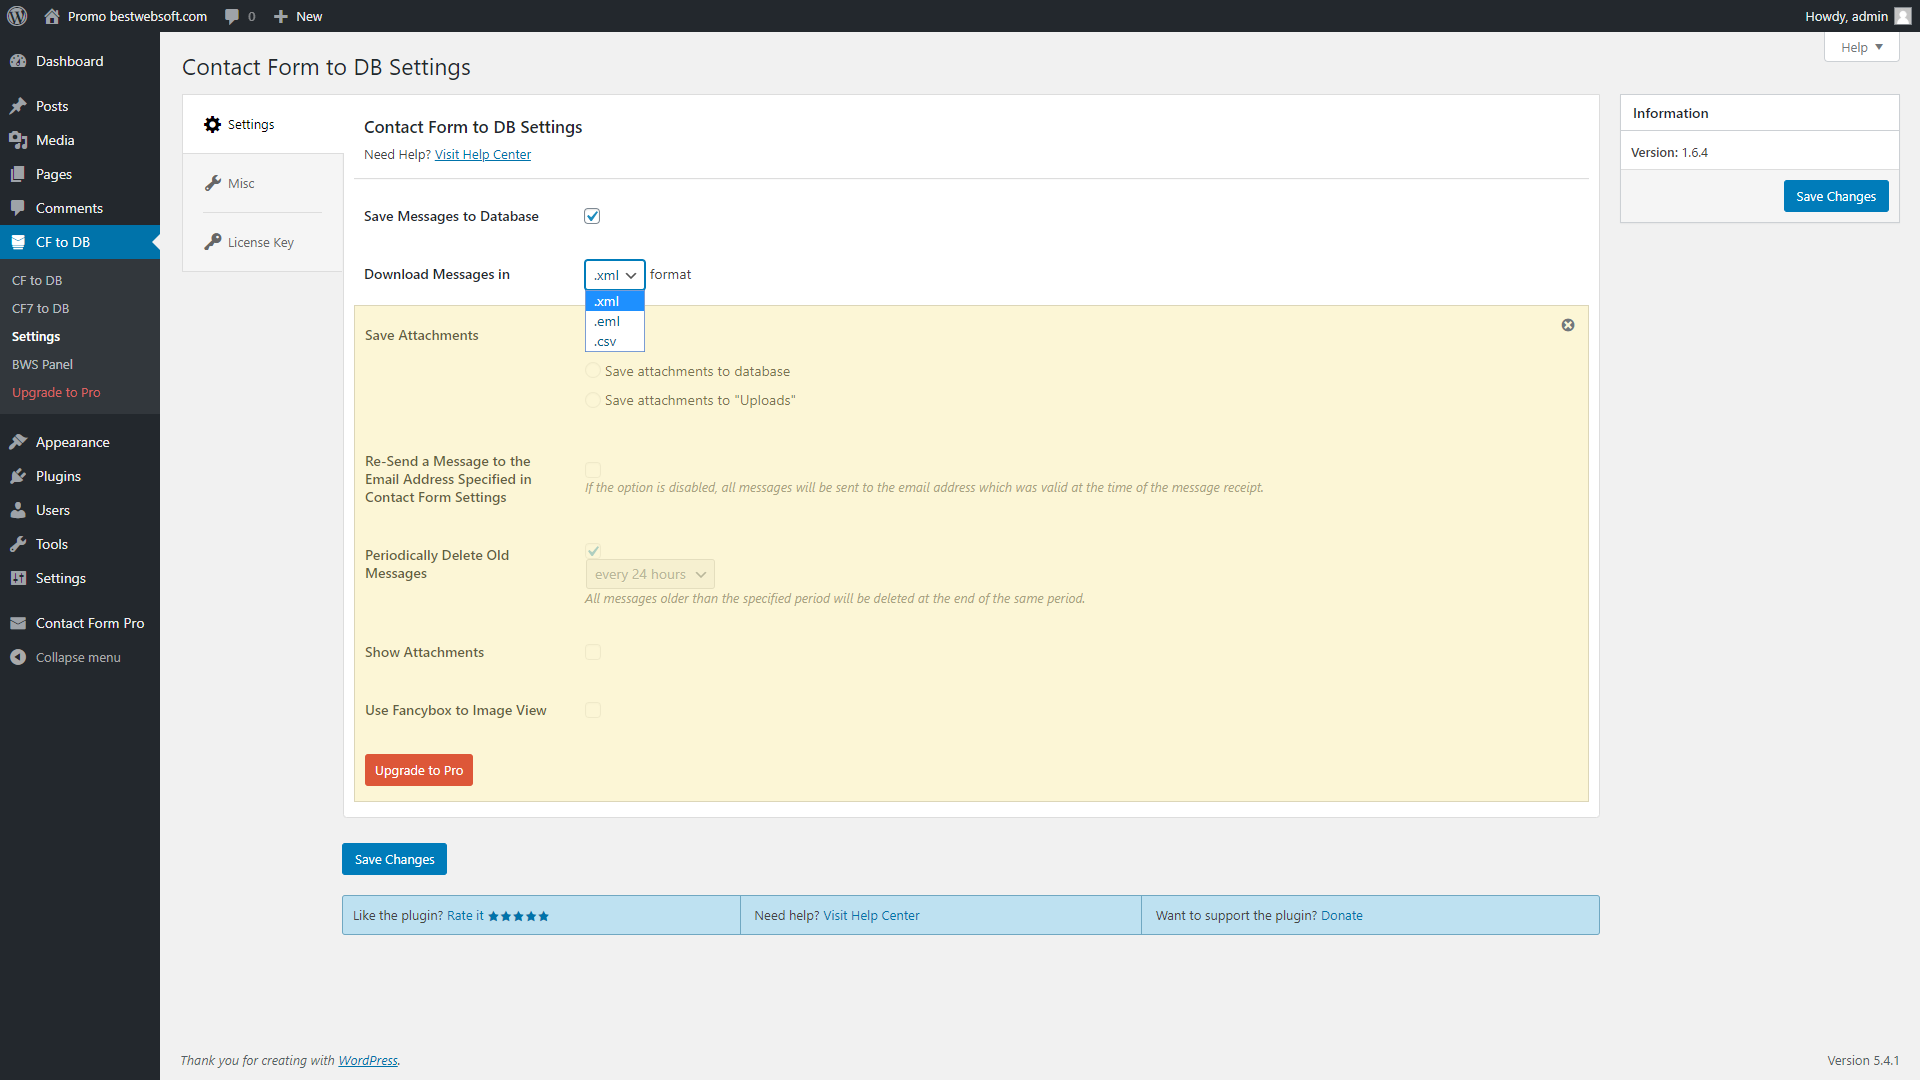 Promo bestwebsoft.com 0 New Howdy, admin
Help
Dashboard
Posts
Media
Pages
Comments
CF to DB
CF to DB
CF7 to DB
Settings
BWS Panel
Upgrade to Pro
Appearance
Plugins
Users
Tools
Settings
Contact Form Pro
Collapse menu
Contact Form to DB Settings
Settings
Misc
License Key
Contact Form to DB Settings
Need Help? Visit Help Center
Save Messages to Database
Download Messages in .xml format
.xml
.eml
.csv
Save Attachments
Save attachments to database
Save attachments to "Uploads"
Re-Send a Message to the
Email Address Specified in
Contact Form Settings
If the option is disabled, all messages will be sent to the email address which was valid at the time of the message receipt.
Periodically Delete Old
Messages
every 24 hours
All messages older than the specified period will be deleted at the end of the same period.
Show Attachments
Use Fancybox to Image View
Upgrade to Pro
Save Changes
Like the plugin? Rate it
Need help? Visit Help Center
Want to support the plugin? Donate
Information
Version: 1.6.4
Save Changes
Thank you for creating with WordPress.
Version 5.4.1